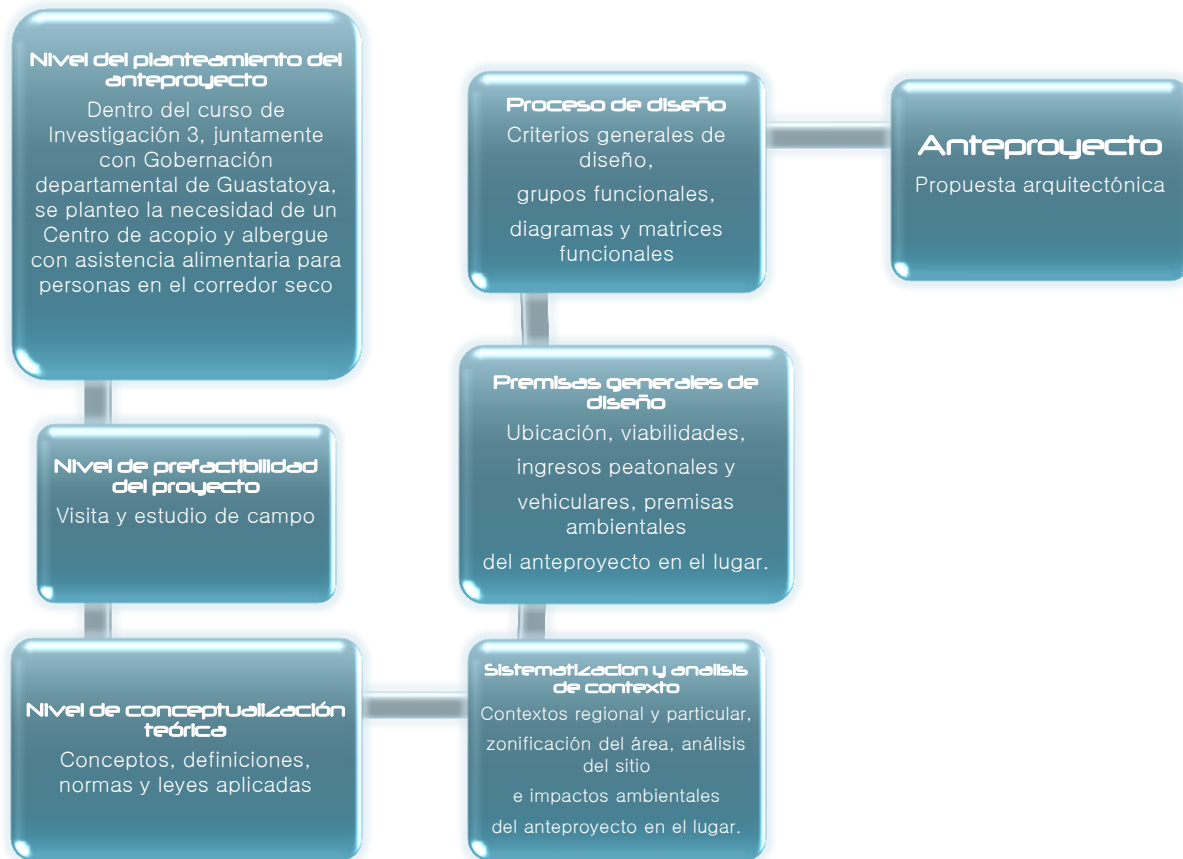 Nivel del planteamiento del
anteproyecto
Dentro del curso de
Investigación 3, juntamente
con Gobernación
departamental de Guastatoya,
se planteo la necesidad de un
Centro de acopio y albergue
con asistencia alimentaria para
personas en el corredor seco
Nivel de prefactibilidad
del proyecto
Visita y estudio de campo
Nivel de conceptualización
teórica
Conceptos, definiciones,
normas y leyes aplicadas
Sistematizacion y analisis
de contexto
Contextos regional y particular,
zonificación del área, análisis
del sitio
e impactos ambientales
del anteproyecto en el lugar.
Premisas generales de
diseño
Ubicación, viabilidades,
ingresos peatonales y
vehiculares, premisas
ambientales
del anteproyecto en el lugar.
Proceso de diseño
Criterios generales de
diseño,
grupos funcionales,
diagramas y matrices
funcionales
Anteproyecto
Propuesta arquitectónica